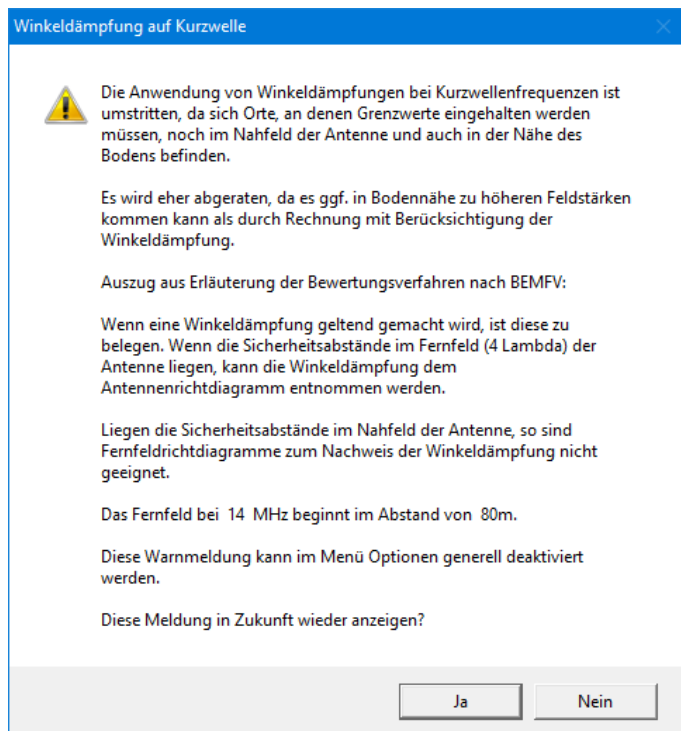 Winkeldämpfung auf Kurzwelle
Die Anwendung von Winkeldämpfungen bei Kurzwellenfrequenzen ist
umstritten, da sich Orte, an denen Grenzwerte eingehalten werden
müssen, noch im Nahfeld der Antenne und auch in der Nähe des
Bodens befinden.
Es wird eher abgeraten, da es ggf. in Bodennähe zu höheren Feldstärken
kommen kann als durch Rechnung mit Berücksichtigung der
Winkeldämpfung.
Auszug aus Erläuterung der Bewertungsverfahren nach BEMFV:
Wenn eine Winkeldämpfung geltend gemacht wird, ist diese zu
belegen. Wenn die Sicherheitsabstände im Fernfeld (4 Lambda) der
Antenne liegen, kann die Winkeldämpfung dem
Antennenrichtdiagramm entnommen werden.
Liegen die Sicherheitsabstände im Nahfeld der Antenne, so sind
Fernfeldrichtdiagramme zum Nachweis der Winkeldämpfung nicht
geeignet.
Das Fernfeld bei 14 MHz beginnt im Abstand von 80m.
Diese Warnmeldung kann im Menü Optionen generell deaktiviert
werden.
Diese Meldung in Zukunft wieder anzeigen?
Ja Nein